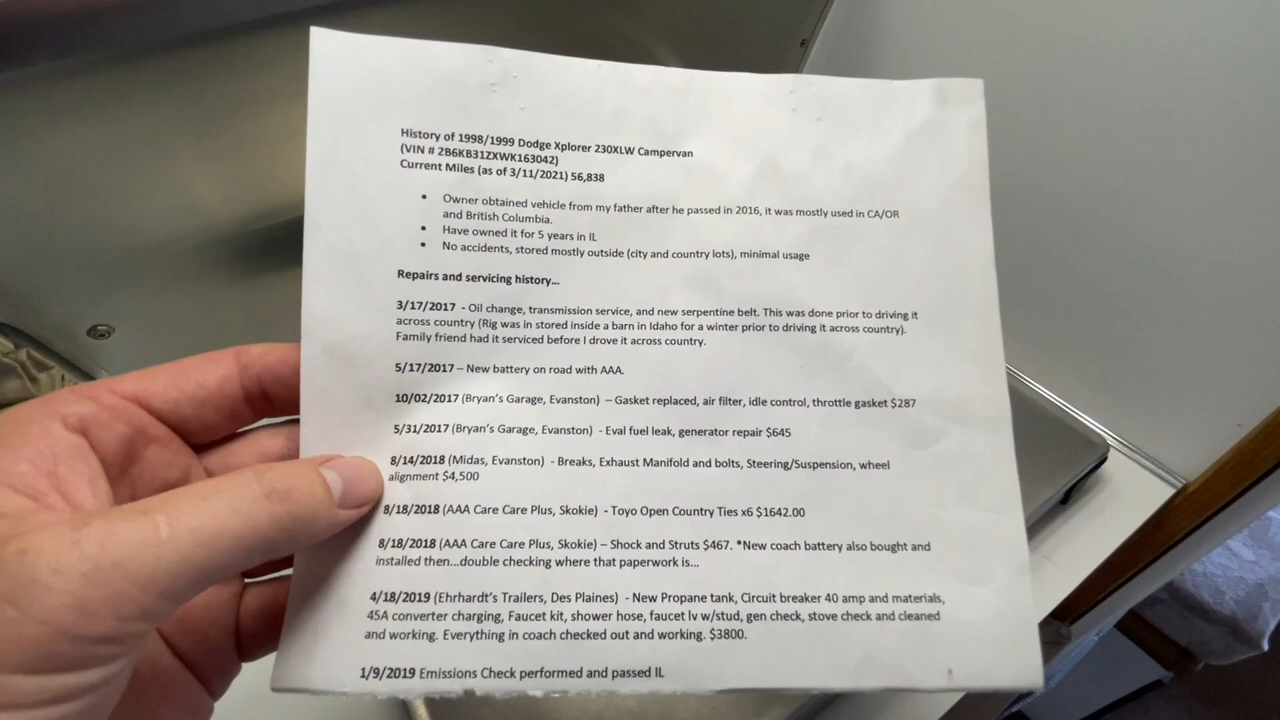 History of 1998/1999 Dodge Xplorer 230XLW Campervan
(VIN # 2B6KB31ZXWK163042)
Current Miles (as of 3/11/2021) 56,838
• Owner obtained vehicle from my father after he passed in 2016, it was mostly used in CA/OR
and British Columbia.
• Have owned it for 5 years in IL
• No accidents, stored mostly outside (city and country lots), minimal usage
Repairs and servicing history...
3/17/2017 - Oil change, transmission service, and new serpentine belt. This was done prior to driving it
across country (Rig was in stored inside a barn in Idaho for a winter prior to driving it across country).
Family friend had it serviced before I drove it across country.
5/17/2017 – New battery on road with AAA.
10/02/2017 (Bryan's Garage, Evanston) – Gasket replaced, air filter, idle control, throttle gasket $287
5/31/2017 (Bryan's Garage, Evanston) - Eval fuel leak, generator repair $645
8/14/2018 (Midas, Evanston) - Breaks, Exhaust Manifold and bolts, Steering/Suspension, wheel
alignment $4,500
8/18/2018 (AAA Care Care Plus, Skokie) - Toyo Open Country Ties x6 $1642.00
8/18/2018 (AAA Care Care Plus, Skokie) – Shock and Struts $467. *New coach battery also bought and
installed then...double checking where that paperwork is...
4/18/2019 (Ehrhardt's Trailers, Des Plaines) - New Propane tank, Circuit breaker 40 amp and materials,
45A converter charging, Faucet kit, shower hose, faucet lv w/stud, gen check, stove check and cleaned
and working. Everything in coach checked out and working. $3800.
1/9/2019 Emissions Check performed and passed IL